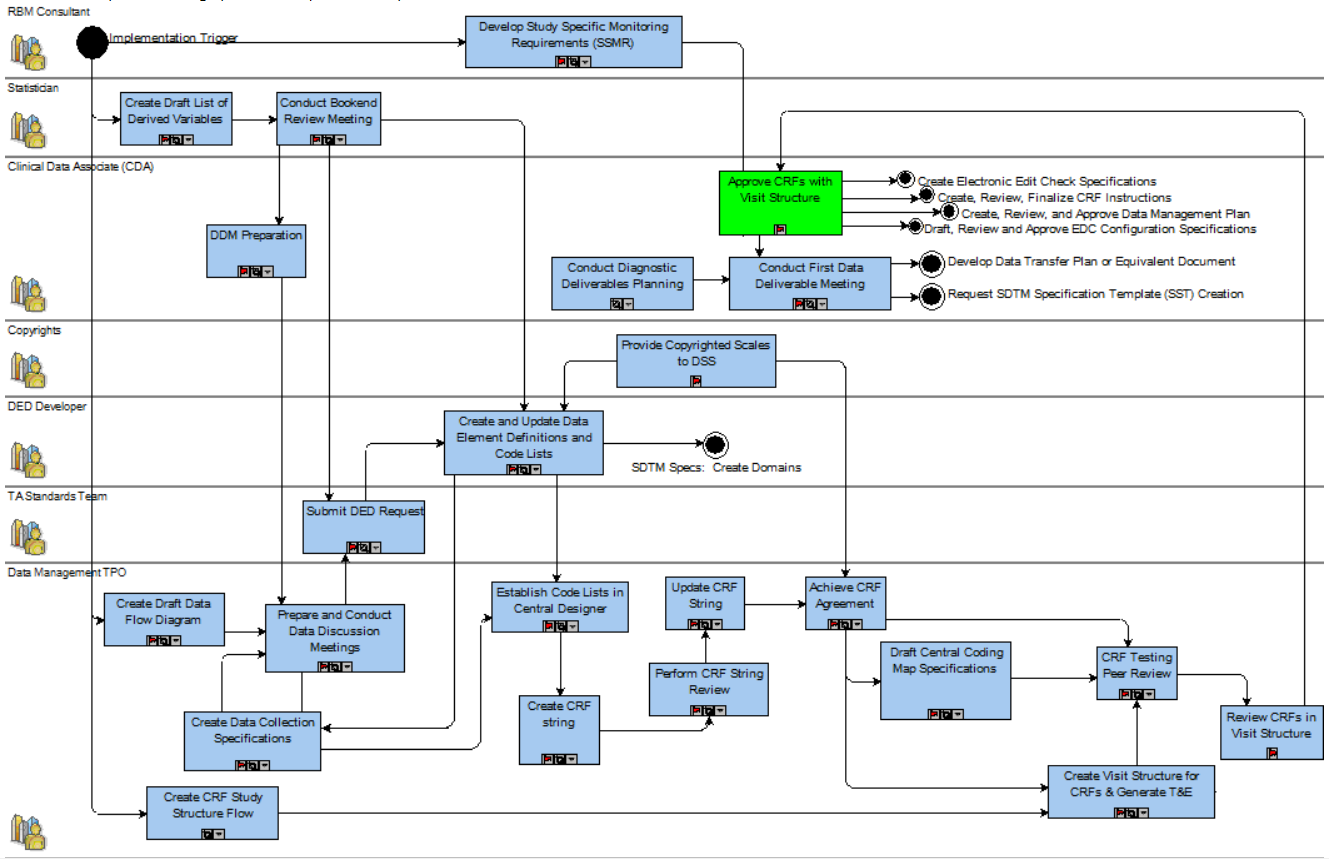 RBM Consultant
Implementation Trigger
Develop Study Specific Monitoring
Requirements (SSMR)
Statistician
Create Draft List of
Derived Variables
Conduct Bookend
Review Meeting
Clinical Data Associate (CDA)
Approve CRFs with
Visit Structure
Create Electronic Edit Check Specifications
Create, Review, Finalize CRF Instructions
Create, Review, and Approve Data Management Plan
Draft, Review and Approve EDC Configuration Specifications
DDM Preparation
Conduct Diagnostic
Deliverables Planning
Conduct First Data
Deliverable Meeting
Develop Data Transfer Plan or Equivalent Document
Request SDTM Specification Template (SST) Creation
Copyrights
Provide Copyrighted Scales
to DSS
DED Developer
Create and Update Data
Element Definitions and
Code Lists
SDTM Specs: Create Domains
TA Standards Team
Submit DED Request
Data Management TPO
Create Draft Data
Flow Diagram
Prepare and Conduct
Data Discussion
Meetings
Establish Code Lists in
Central Designer
Update CRF
String
Achieve CRF
Agreement
Draft Central Coding
Map Specifications
CRF Testing
Peer Review
Perform CRF String
Review
Create CRF
string
Create Data Collection
Specifications
Review CRFs in
Visit Structure
Create Visit Structure for
CRFs & Generate T&E
Create CRF Study
Structure Flow